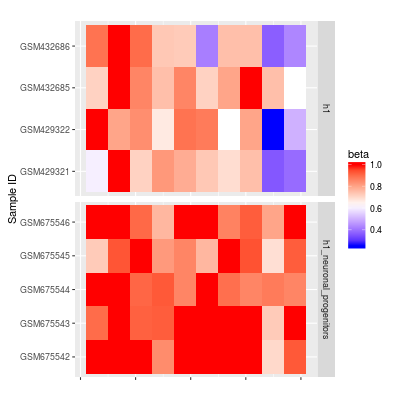 Sample ID
GSM432686
GSM432685
GSM429322
GSM429321
h1
GSM675546
GSM675545
GSM675544
GSM675543
GSM675542
h1_neuronal_progenitors
beta
1.0
0.8
0.6
0.4